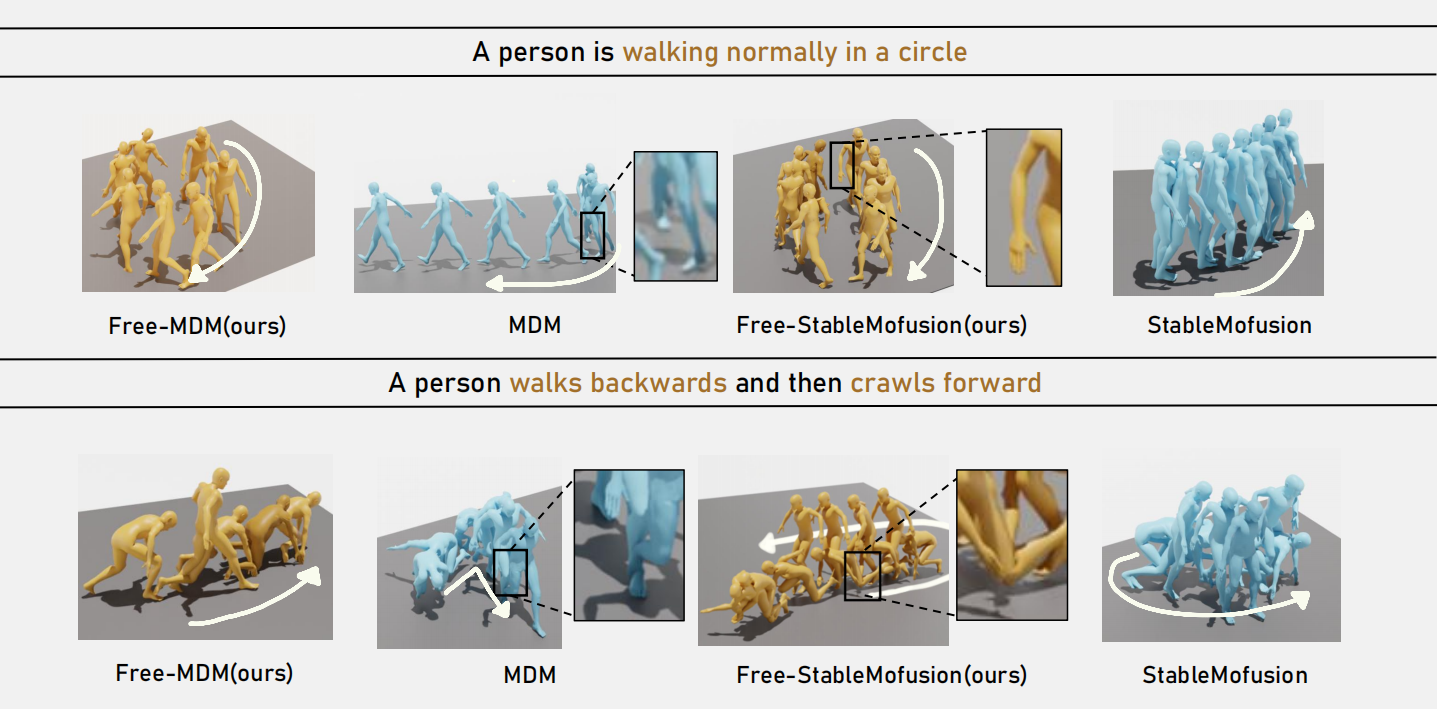 A person is walking normally in a circle
Free-MDM(ours)
MDM
Free-StableMofusion(ours)
StableMofusion
A person walks backwards and then crawls forward
Free-MDM(ours)
MDM
Free-StableMofusion(ours)
StableMofusion